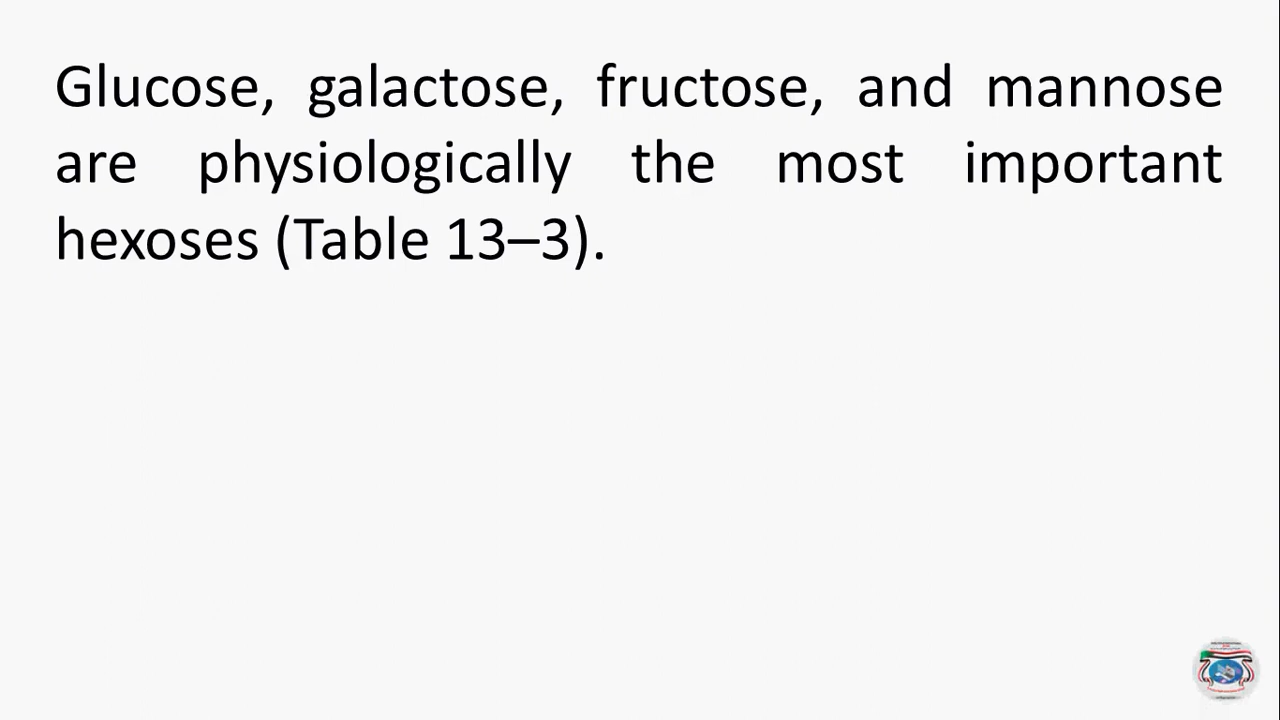 Glucose, galactose, fructose, and mannose
are physiologically the most important
hexoses (Table 13–3).